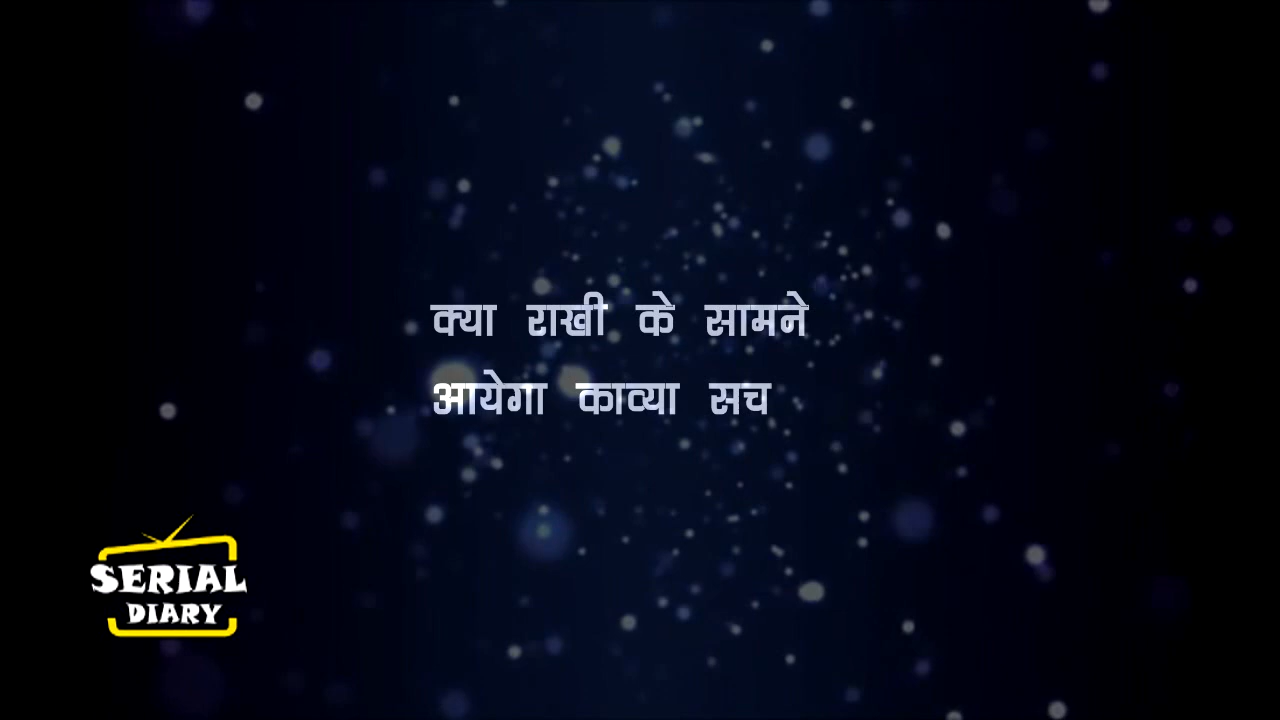 क्या राखी के सामने
आयेगा काव्या सच
SERIAL
DIARY